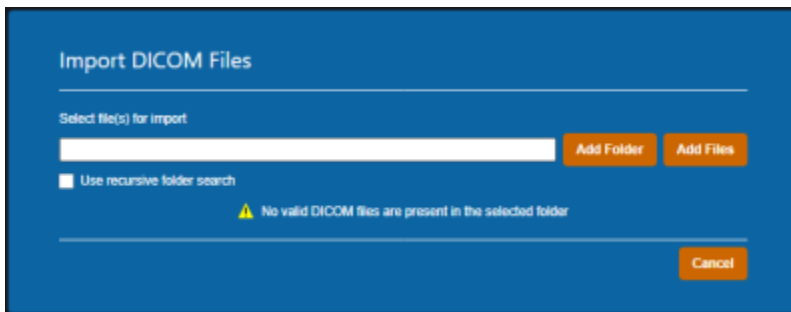 Import DICOM Files
Select file(s) for import
Add Folder Add Files
Use recursive folder search
No valid DICOM files are present in the selected folder
Cancel